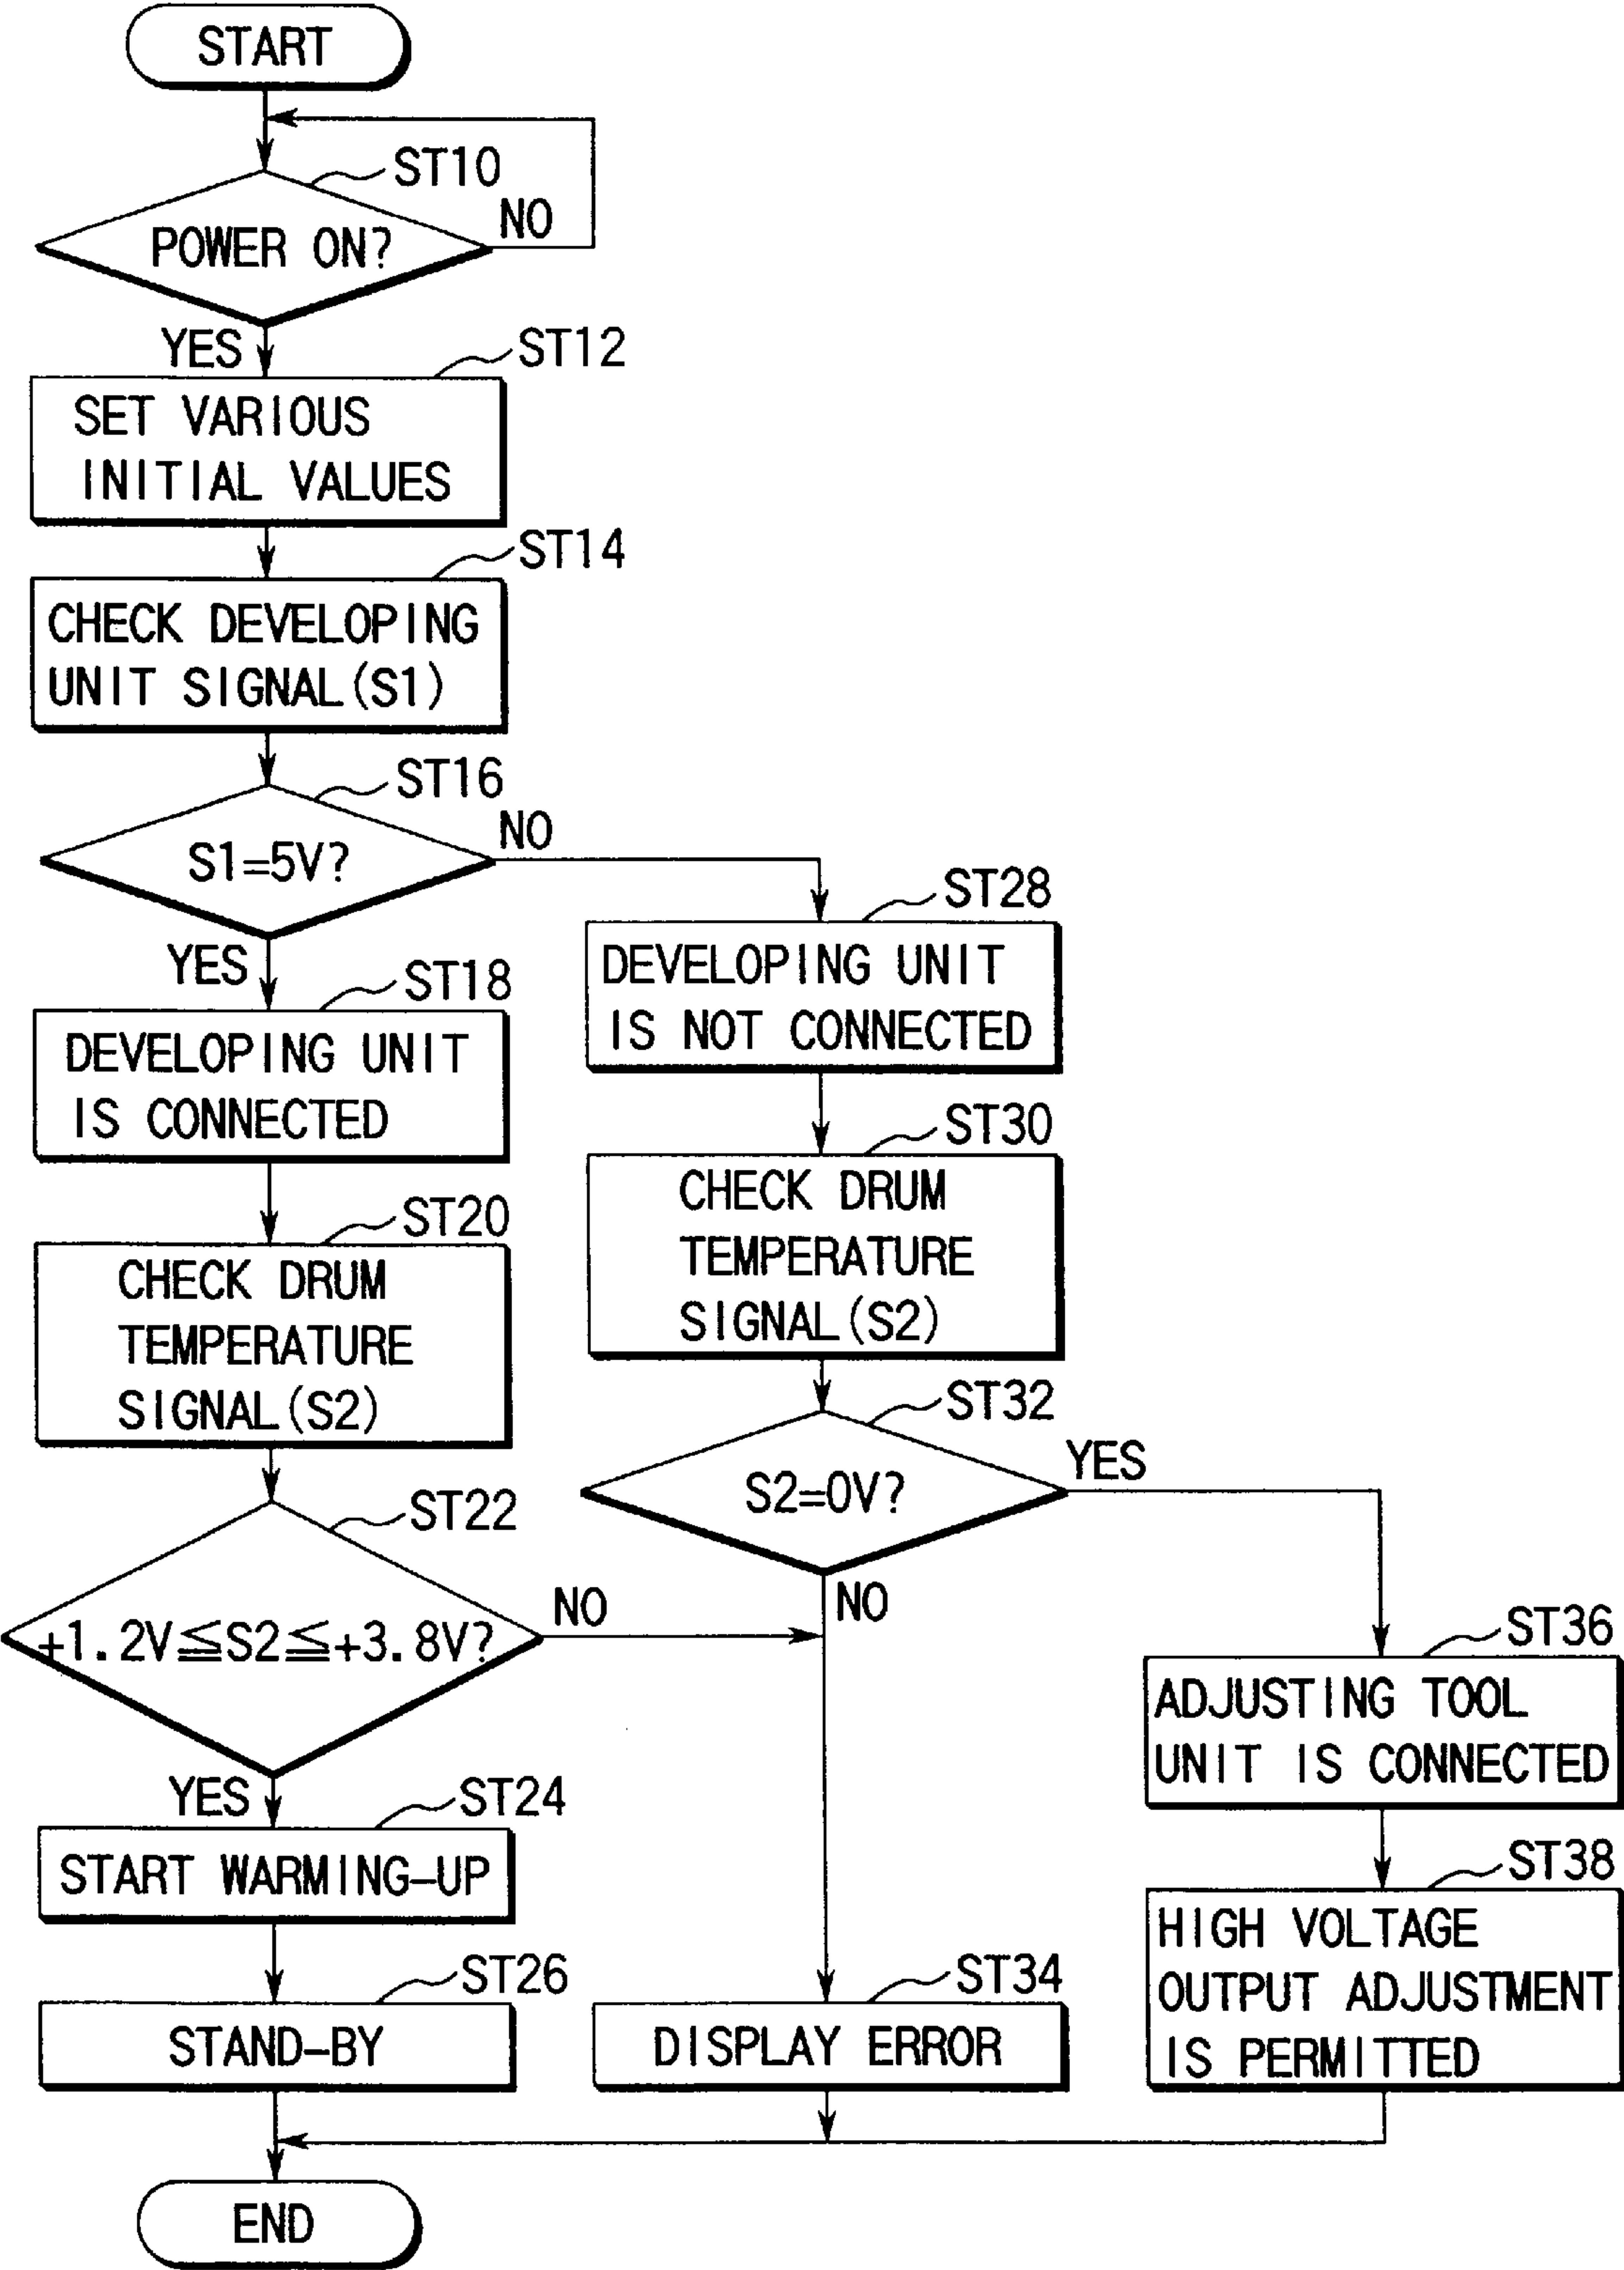 START
ST10
POWER ON?
NO
YES
ST12
SET VARIOUS
INITIAL VALUES
ST14
CHECK DEVELOPING
UNIT SIGNAL(S1)
ST16
S1=5V?
NO
YES
ST18
DEVELOPING UNIT
IS CONNECTED
ST20
CHECK DRUM
TEMPERATURE
SIGNAL(S2)
ST22
+1.2V≦S2≦+3.8V?
NO
YES
ST24
START WARMING-UP
ST26
STAND-BY
ST28
DEVELOPING UNIT
IS NOT CONNECTED
ST30
CHECK DRUM
TEMPERATURE
SIGNAL(S2)
ST32
S2=0V?
YES
NO
ST34
DISPLAY ERROR
ST36
ADJUSTING TOOL
UNIT IS CONNECTED
ST38
HIGH VOLTAGE
OUTPUT ADJUSTMENT
IS PERMITTED
END